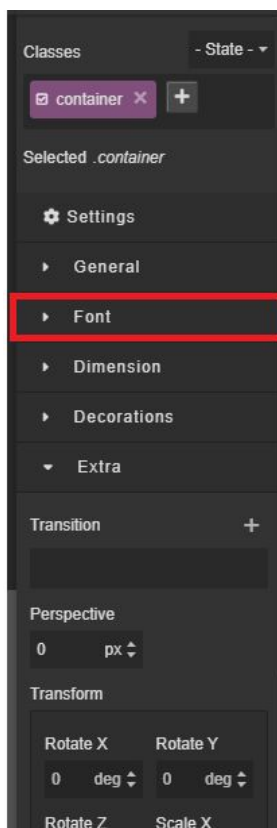 Classes - State -
container ×
Selected .container
Settings
General
Font
Dimension
Decorations
Extra
Transition +
Perspective
0 px
Transform
Rotate X Rotate Y
0 deg 0 deg
Rotate Z Scale X